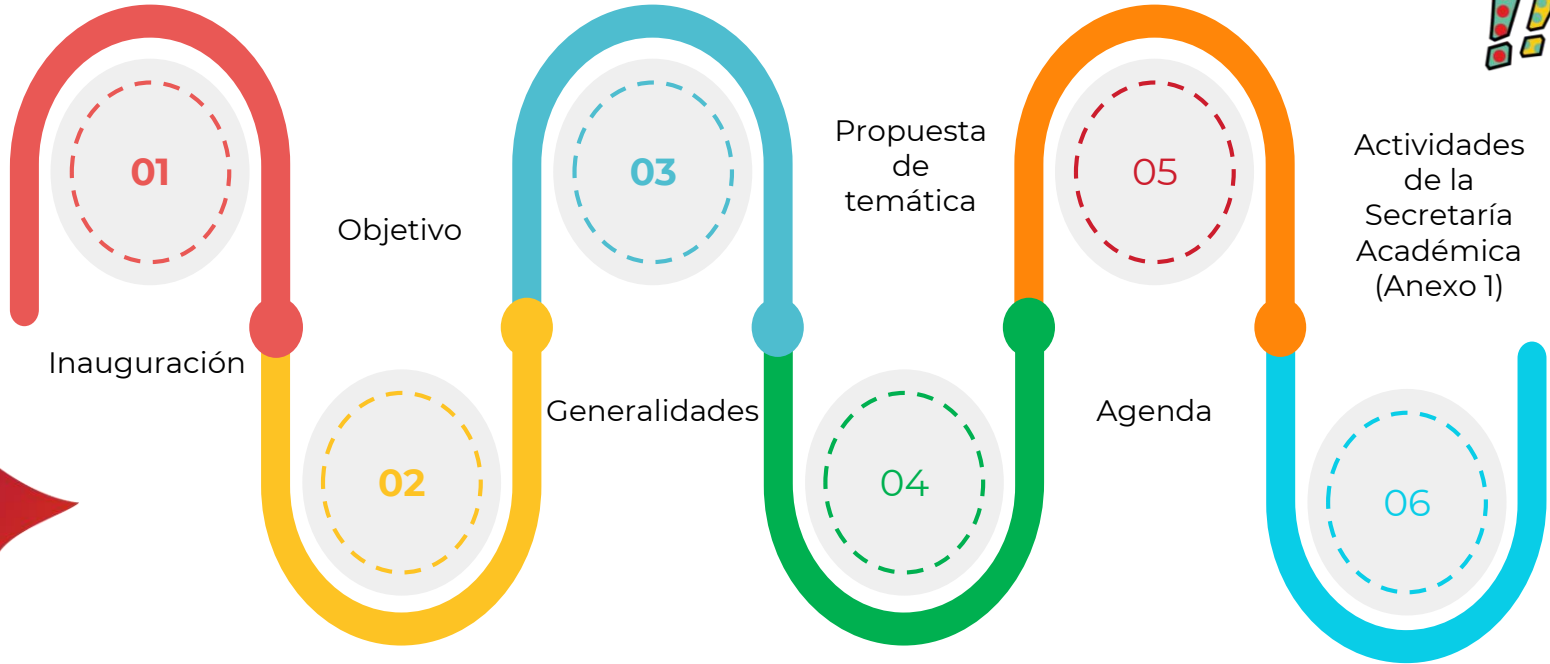 01
Inauguración
02
Objetivo
03
Generalidades
04
Propuesta
de
temática
05
Agenda
06
Actividades
de la
Secretaría
Académica
(Anexo 1)
!!